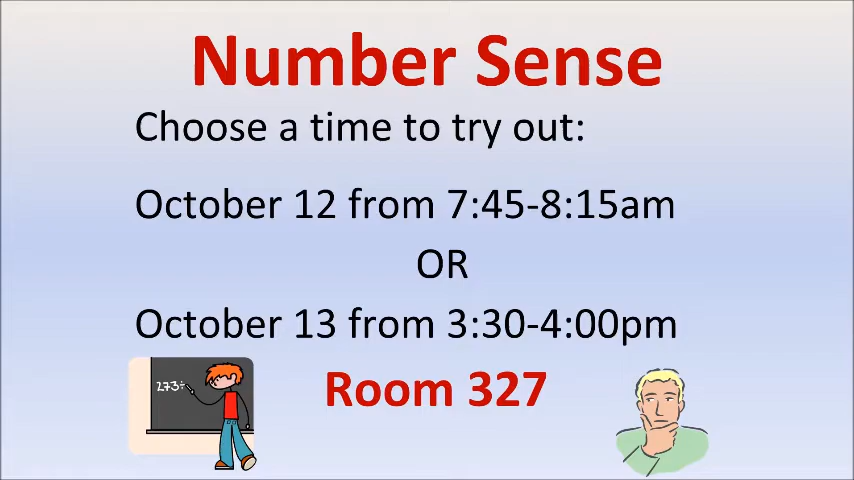 Number Sense
Choose a time to try out:
October 12 from 7:45-8:15am
OR
October 13 from 3:30-4:00pm
Room 327
273÷